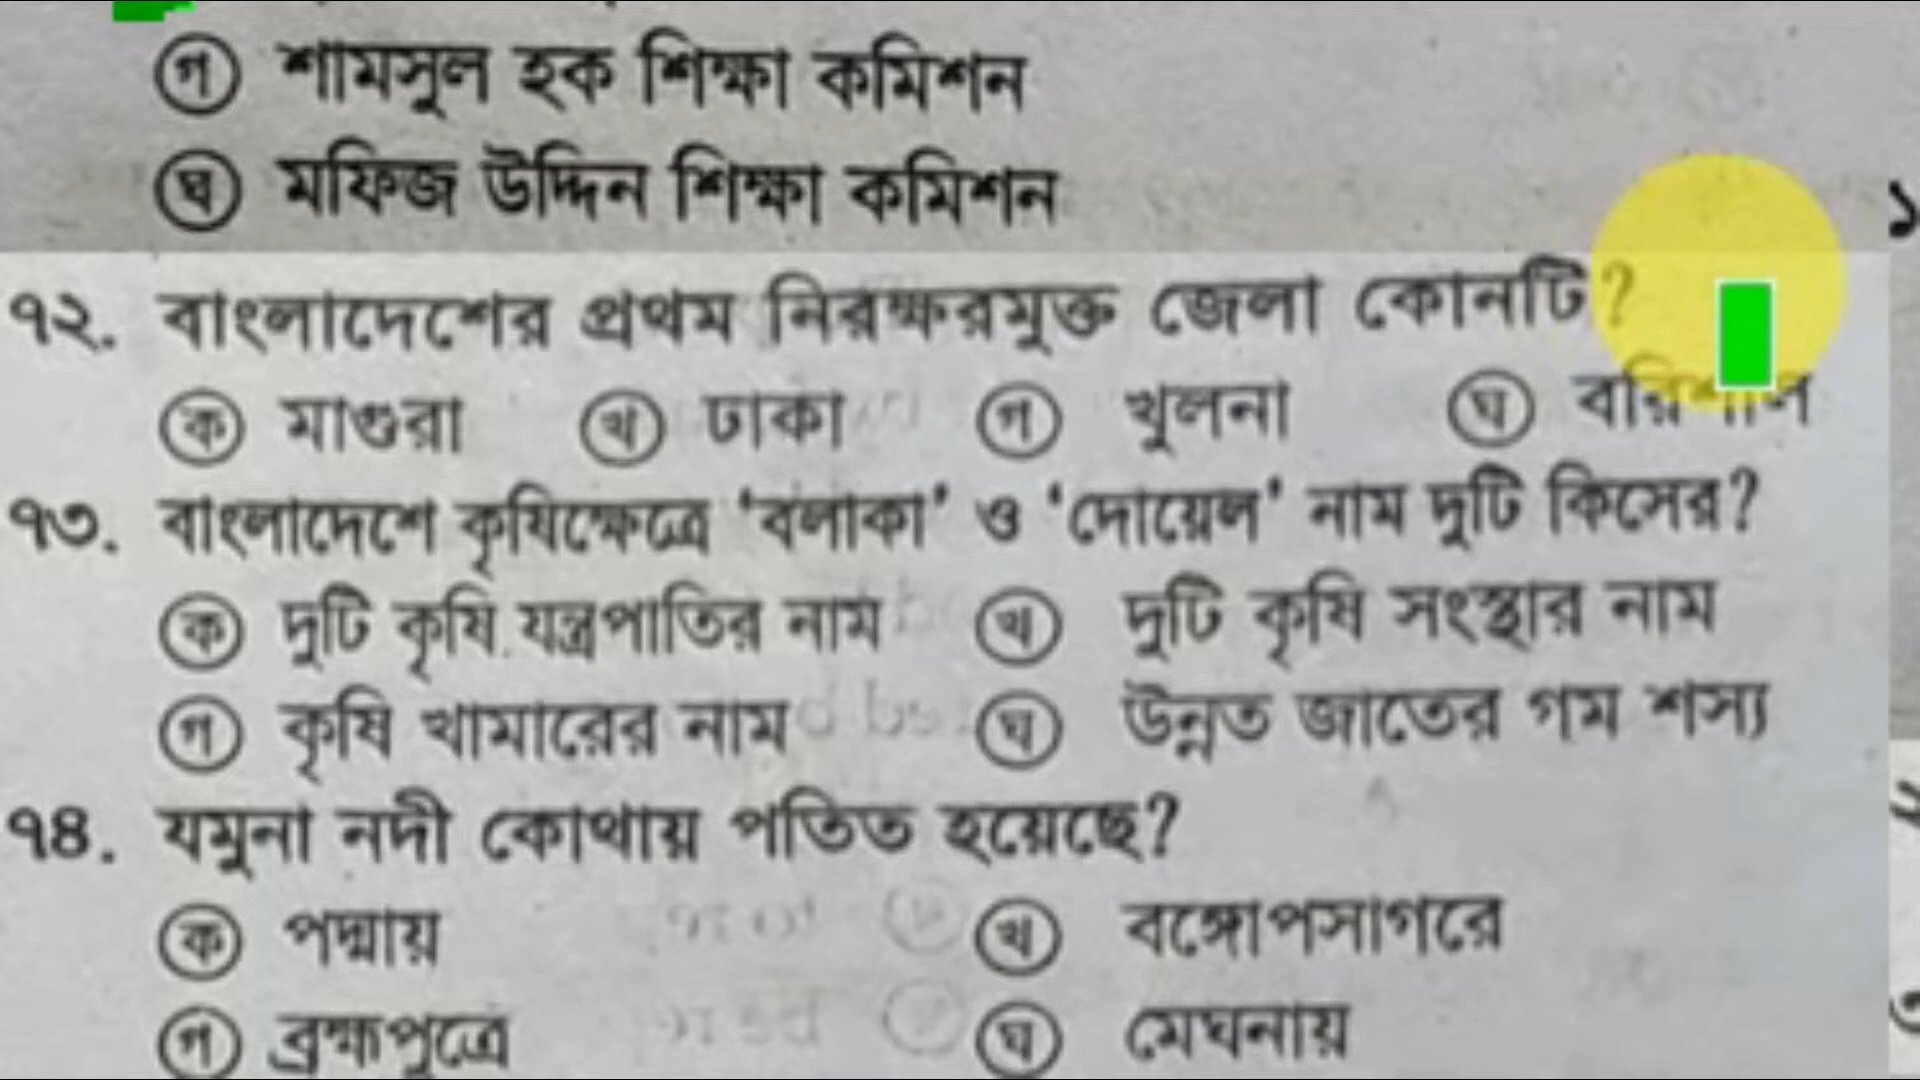 গ শামসুল হক শিক্ষা কমিশন
ঘ মফিজ উদ্দিন শিক্ষা কমিশন
৭২. বাংলাদেশের প্রথম নিরক্ষরমুক্ত জেলা কোনটি?
ক মাগুরা খ ঢাকা গ খুলনা ঘ বরিশাল
৭৩. বাংলাদেশে কৃষিক্ষেত্রে ‘বলাকা’ ও ‘দোয়েল’ নাম দুটি কিসের?
ক দুটি কৃষি যন্ত্রপাতির নাম খ দুটি কৃষি সংস্থার নাম
গ কৃষি খামারের নাম ঘ উন্নত জাতের গম শস্য
৭৪. যমুনা নদী কোথায় পতিত হয়েছে?
ক পদ্মায় খ বঙ্গোপসাগরে
গ ব্রহ্মপুত্রে ঘ মেঘনায়